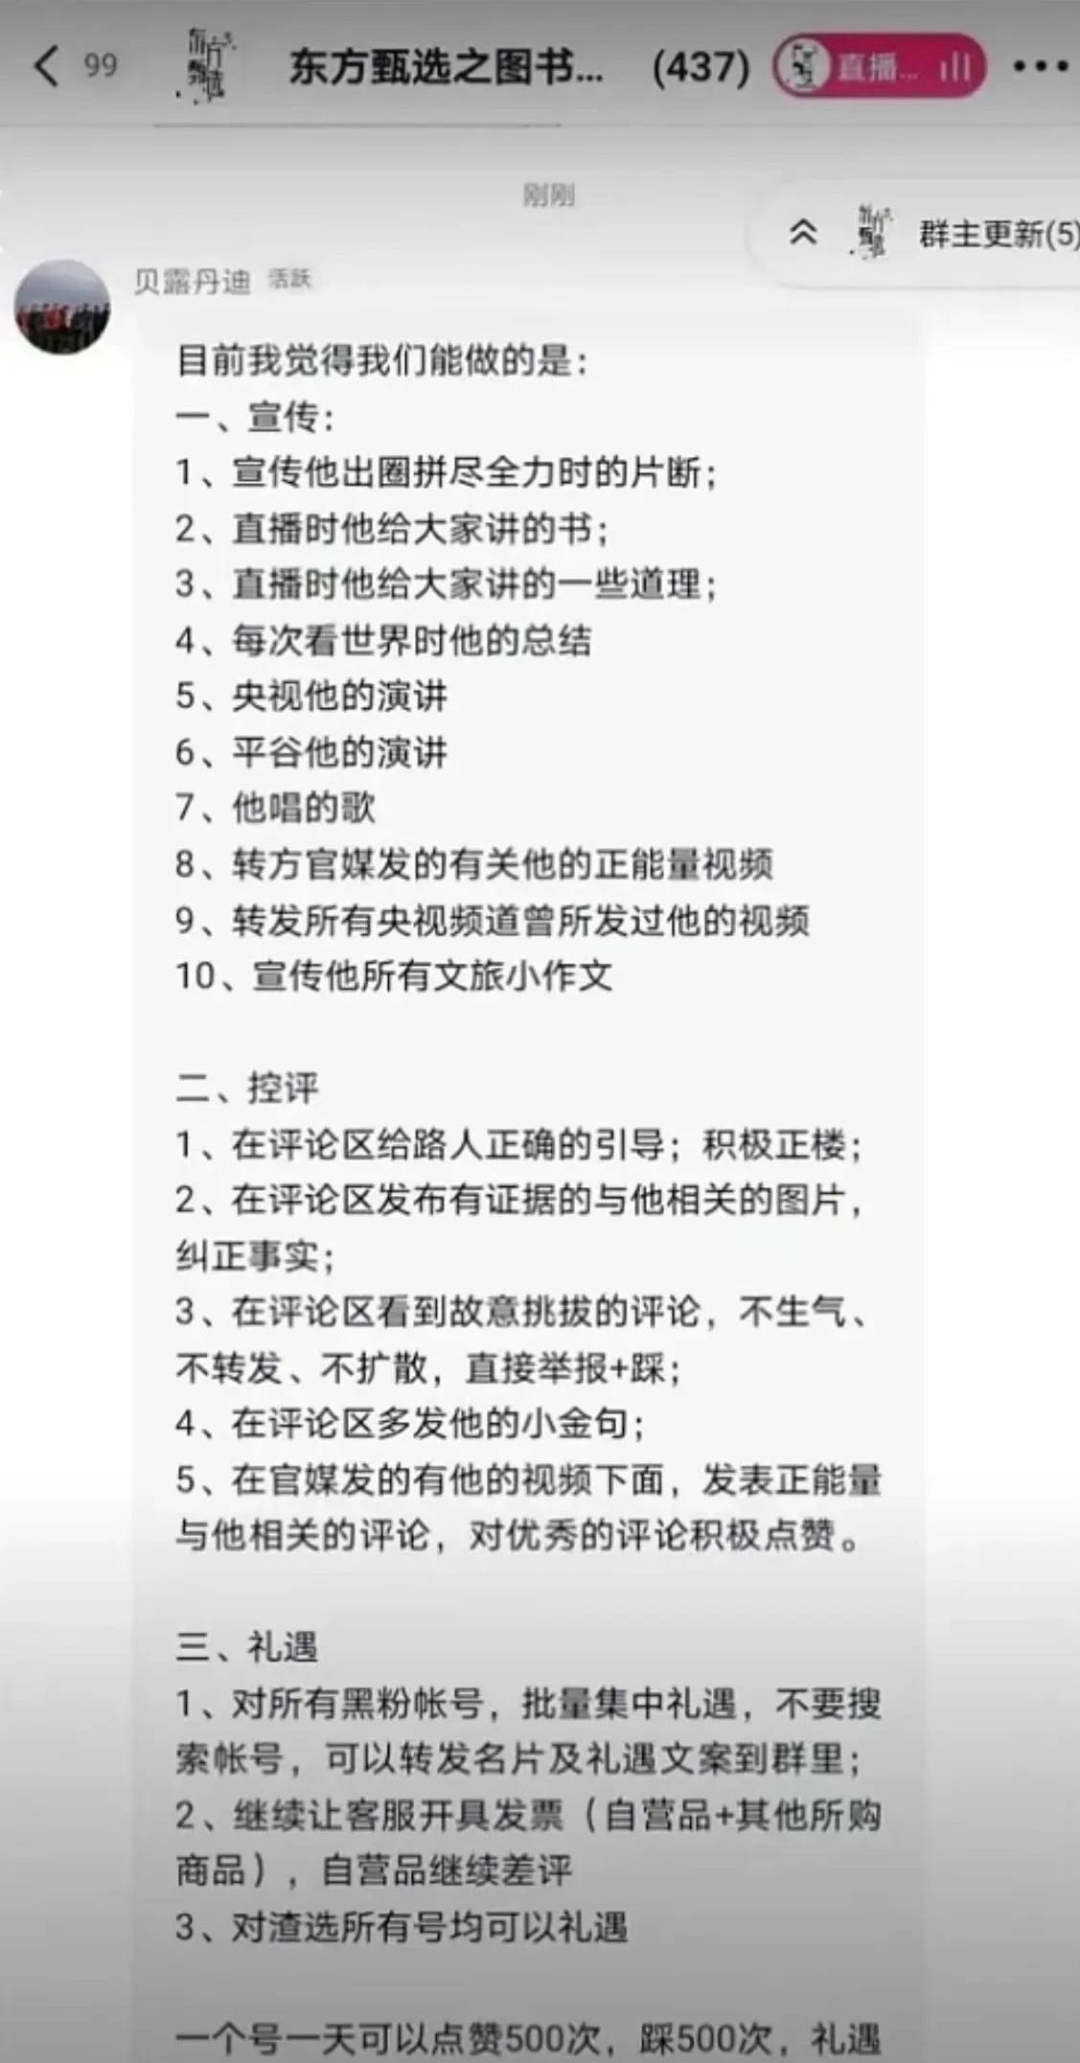 99
东方甄选
东方甄选之图书... (437)
直播...
刚刚
群主更新(5)
贝露丹迪 活跃
目前我觉得我们能做的是：
一、宣传：
1、宣传他出圈拼尽全力时的片断；
2、直播时他给大家讲的书；
3、直播时他给大家讲的一些道理；
4、每次看世界时他的总结
5、央视他的演讲
6、平谷他的演讲
7、他唱的歌
8、转方官媒发的有关他的正能量视频
9、转发所有央视频道曾所发过他的视频
10、宣传他所有文旅小作文
二、控评
1、在评论区给路人正确的引导；积极正楼；
2、在评论区发布有证据的与他相关的图片，
纠正事实；
3、在评论区看到故意挑拔的评论，不生气、
不转发、不扩散，直接举报+踩；
4、在评论区多发他的小金句；
5、在官媒发的有他的视频下面，发表正能量
与他相关的评论，对优秀的评论积极点赞。
三、礼遇
1、对所有黑粉帐号，批量集中礼遇，不要搜
索帐号，可以转发名片及礼遇文案到群里；
2、继续让客服开具发票（自营品+其他所购
商品），自营品继续差评
3、对渣选所有号均可以礼遇
一个号一天可以点赞500次，踩500次，礼遇